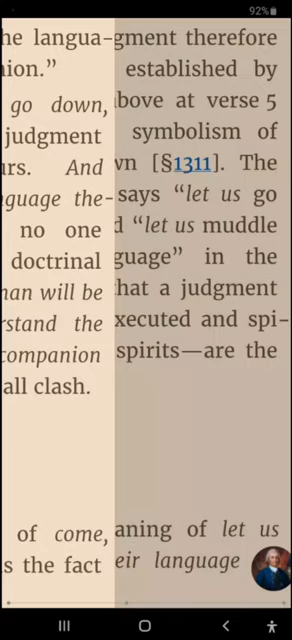 92%
he langua-
ion.”
go down,
judgment
urs. And
guage the-
no one
doctrinal
man will be
rstand the
companion
all clash.
of come,
s the fact
gment therefore
established by
bove at verse 5
symbolism of
wn [§1311]. The
says “let us go
d “let us muddle
guage” in the
that a judgment
xecuted and spi-
spirits—are the
aning of let us
eir language